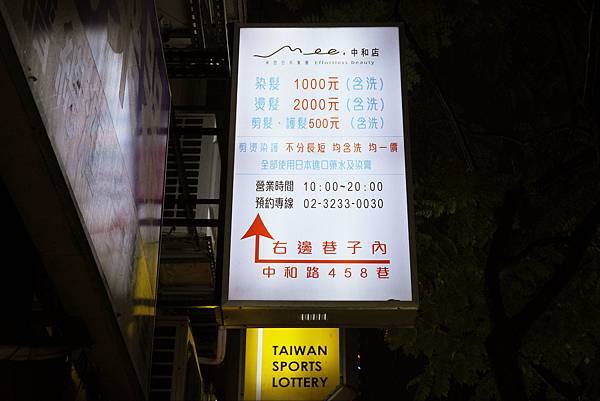 Mee. 中和店
Effortless beauty
染髮 1000元(含洗)
燙髮 2000元(含洗)
剪髮、護髮500元(含洗)
剪燙染護 不分長短 均含洗 均一價
全部使用日本進口藥水及染膏
營業時間 10:00~20:00
預約專線 02-3233-0030
右邊巷子內
中和路458巷
TAIWAN
SPORTS
LOTTERY